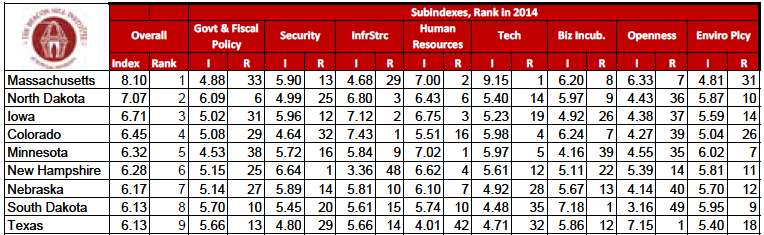 Subindexes, Rank in 2014
Overall Govt & Fiscal Policy Security InfrStrc Human Resources Tech Biz Incub. Openness Enviro Plcy
Index Rank I R I R I R I R I R I R I R I R
Massachusetts 8.10 1 4.88 33 5.90 13 4.68 29 7.00 2 9.15 1 6.20 8 6.33 7 4.81 31
North Dakota 7.07 2 6.09 6 4.99 25 6.80 3 6.43 6 5.40 14 5.97 9 4.43 36 5.87 10
Iowa 6.71 3 5.02 31 5.96 12 7.12 2 6.75 3 5.23 19 4.92 26 4.38 37 5.59 14
Colorado 6.45 4 5.08 29 4.64 32 7.43 1 5.51 16 5.98 4 6.24 7 4.27 39 5.04 26
Minnesota 6.32 5 4.53 38 5.72 16 5.84 9 7.02 1 5.97 5 4.16 39 4.55 35 6.02 7
New Hampshire 6.28 6 5.15 25 6.64 1 3.36 48 6.62 4 5.61 12 5.11 22 5.39 14 5.81 11
Nebraska 6.17 7 5.14 27 5.89 14 5.81 10 6.10 7 4.92 28 5.67 13 4.14 40 5.70 12
South Dakota 6.13 8 5.70 10 5.45 20 5.61 15 5.74 10 4.48 35 7.18 1 3.16 49 5.95 9
Texas 6.13 9 5.66 13 4.80 29 5.66 14 4.01 42 4.71 32 5.86 12 7.15 1 5.40 18